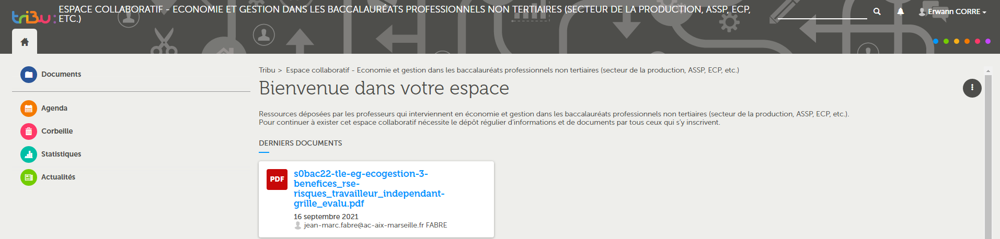 ESPACE COLLABORATIF - ECONOMIE ET GESTION DANS LES BACCALAURÉATS PROFESSIONNELS NON TERTIAIRES (SECTEUR DE LA PRODUCTION, ASSP, ECP,
ETC.)
triBu
Erwann CORRE
Documents
Agenda
Corbeille
Statistiques
Actualités
Tribu > Espace collaboratif - Economie et gestion dans les baccalauréats professionnels non tertiaires (secteur de la production, ASSP, ECP, etc.)
Bienvenue dans votre espace
Ressources déposées par les professeurs qui interviennent en économie et gestion dans les baccalauréats professionnels non tertiaires (secteur de la production, ASSP, ECP, etc.).
Pour continuer à exister cet espace collaboratif nécessite le dépôt régulier d'informations et de documents par tous ceux qui s'y inscrivent.
DERNIERS DOCUMENTS
PDF
s0bac22-tle-eg-ecogestion-3-
benefices_rse-
risques_travailleur_independant-
grille_evalu.pdf
16 septembre 2021
jean-marc.fabre@ac-aix-marseille.fr FABRE